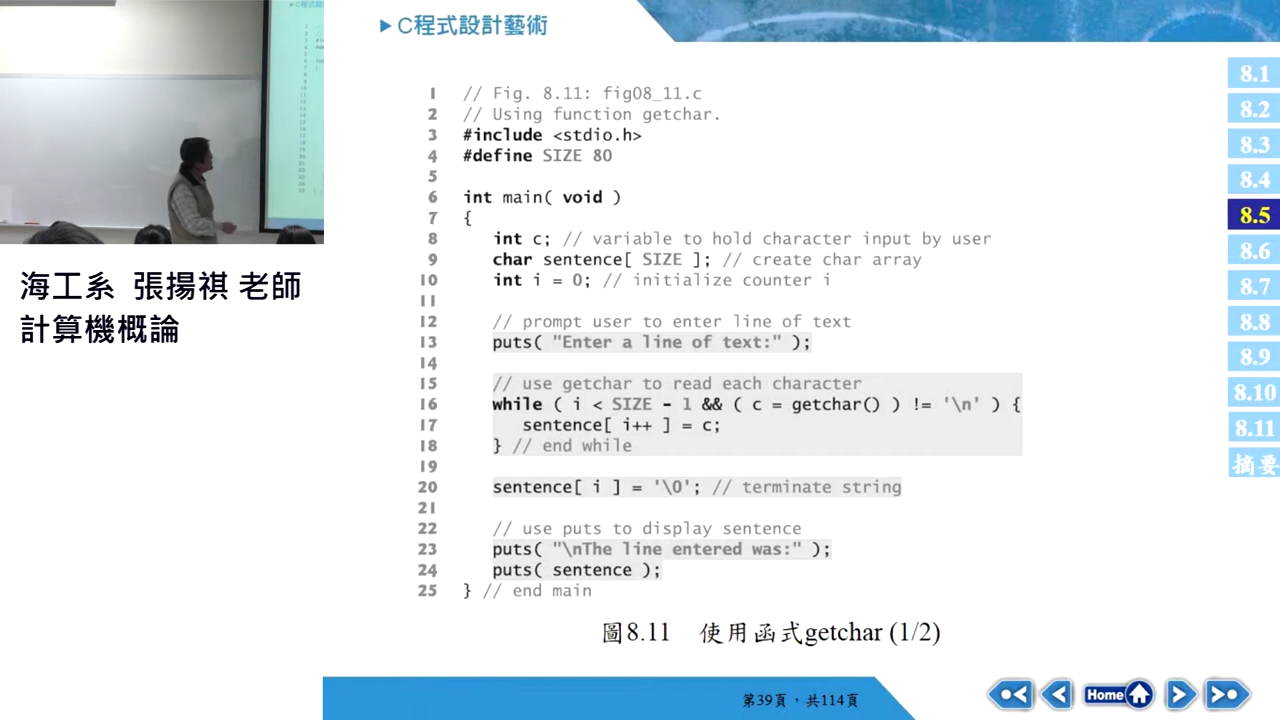 ▶C程式設計藝術
1 // Fig. 8.11: fig08_11.c
2 // Using function getchar.
3 #include <stdio.h>
4 #define SIZE 80
5
6 int main( void )
7 {
8 int c; // variable to hold character input by user
9 char sentence[ SIZE ]; // create char array
10 int i = 0; // initialize counter i
11
12 // prompt user to enter line of text
13 puts( "Enter a line of text:" );
14
15 // use getchar to read each character
16 while ( i < SIZE - 1 && ( c = getchar() ) != '\n' ) {
17 sentence[ i++ ] = c;
18 } // end while
19
20 sentence[ i ] = '\0'; // terminate string
21
22 // use puts to display sentence
23 puts( "\nThe line entered was:" );
24 puts( sentence );
25 } // end main
圖8.11 使用函式getchar (1/2)
海工系 張揚祺 老師
計算機概論
8.1
8.2
8.3
8.4
8.5
8.6
8.7
8.8
8.9
8.10
8.11
摘要
第39頁，共114頁
Home